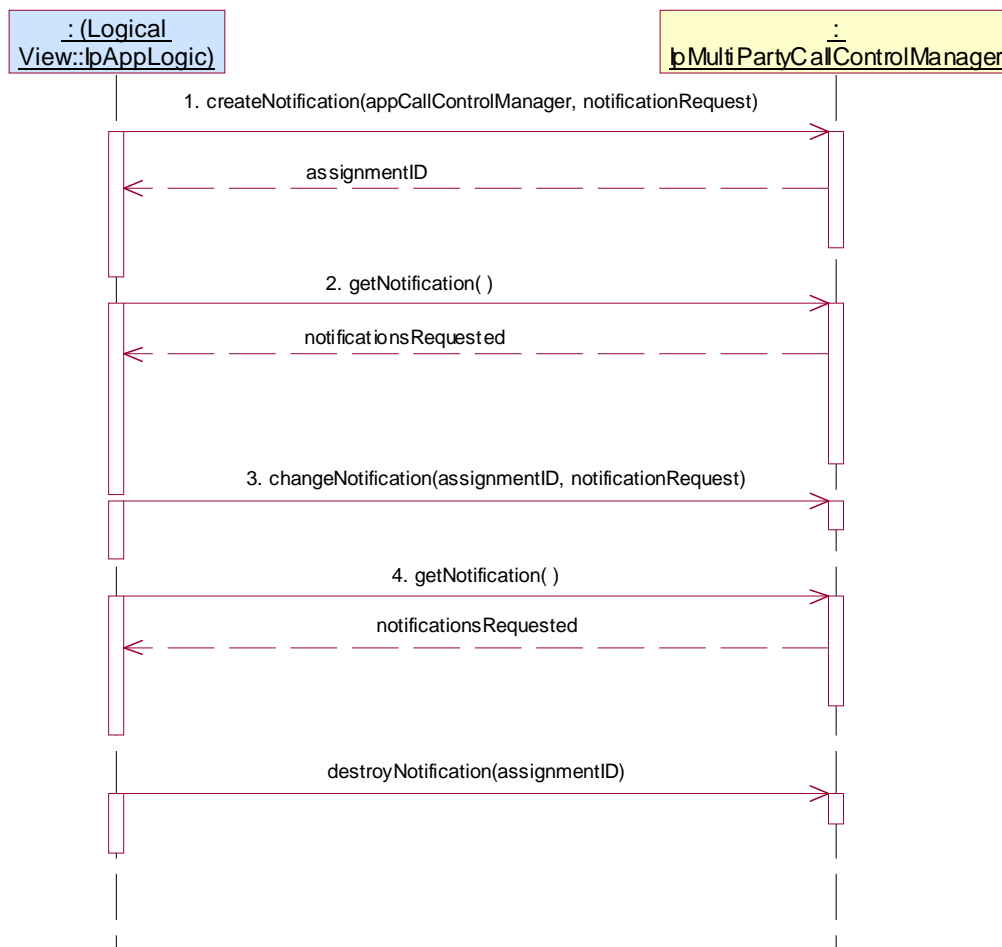 : (Logical
View::IpAppLogic)
:
IpMultiPartyCallControlManager
1. createNotification(appCallControlManager, notificationRequest)
assignmentID
2. getNotification( )
notificationsRequested
3. changeNotification(assignmentID, notificationRequest)
4. getNotification( )
notificationsRequested
destroyNotification(assignmentID)